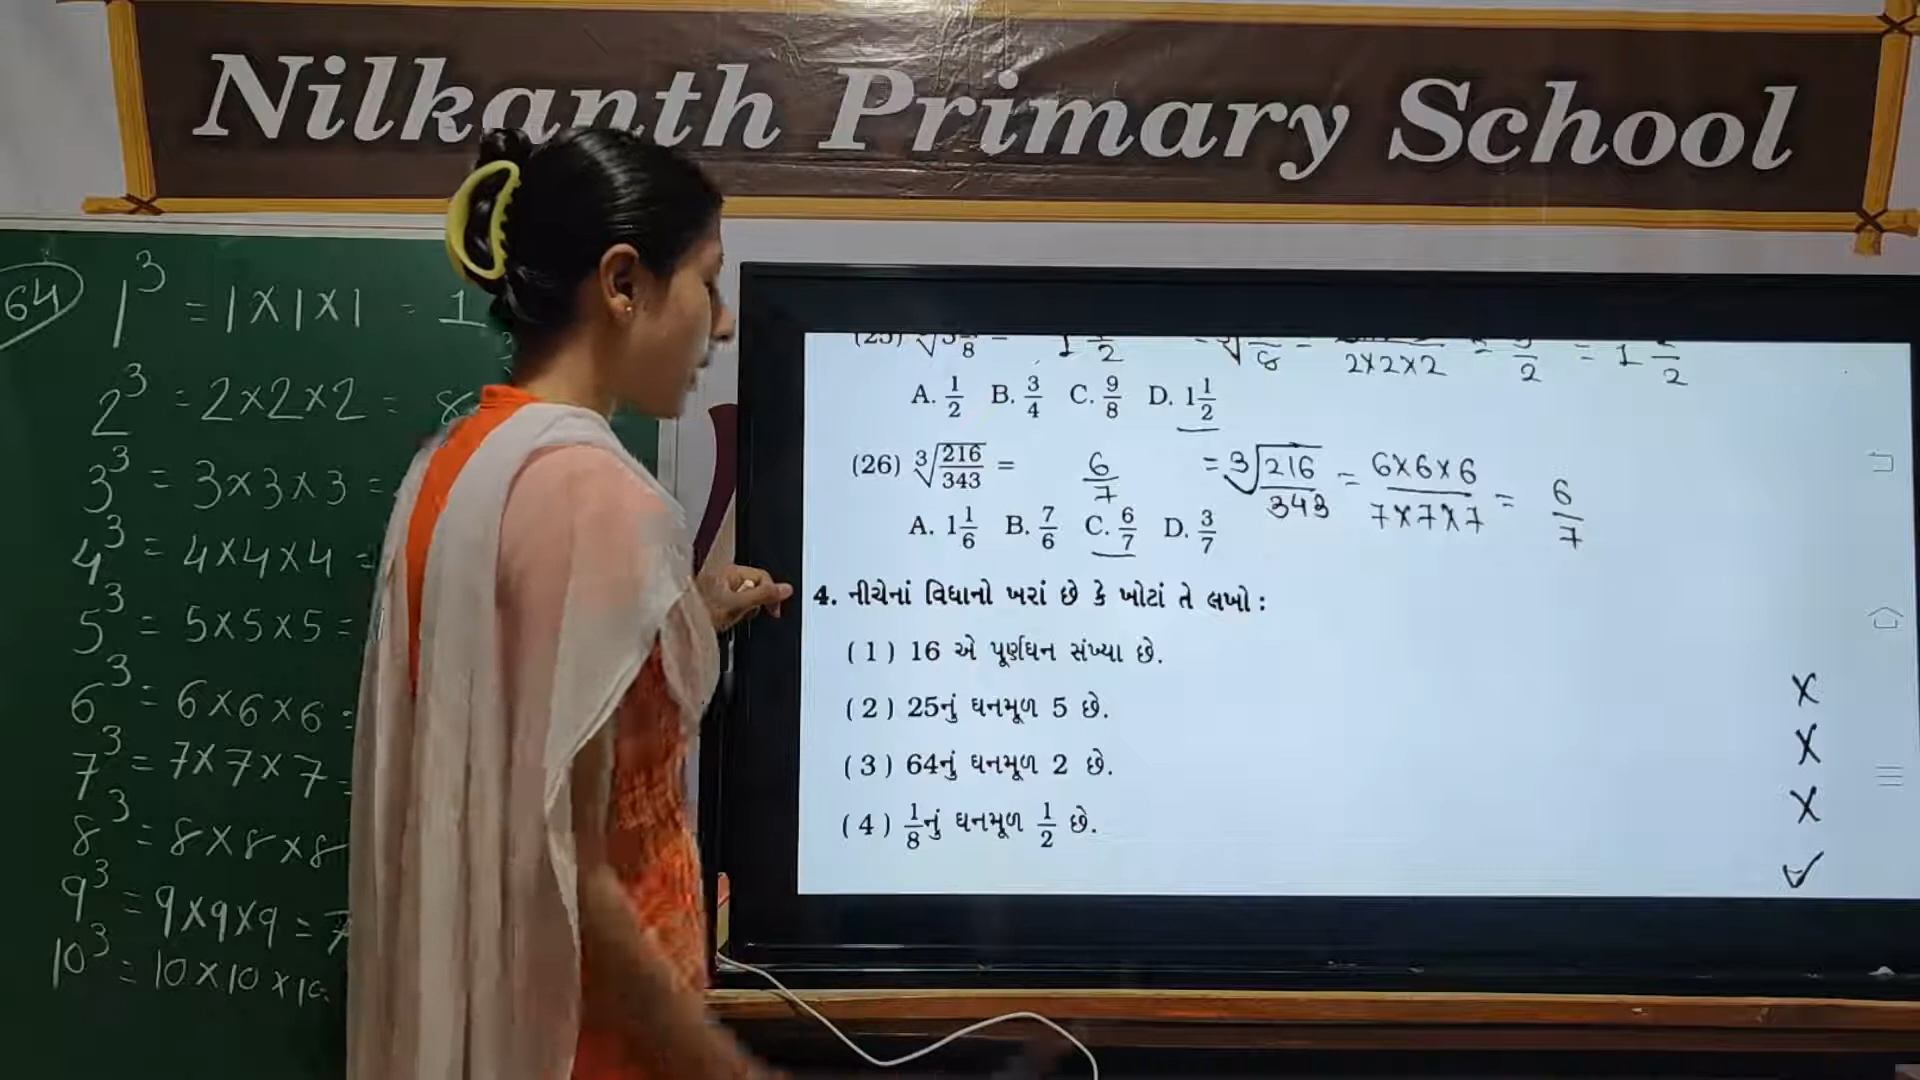 Nilkanth Primary School
64
1³ = 1×1×1 = 1
2³ = 2×2×2 = 8
3³ = 3×3×3 =
4³ = 4×4×4 =
5³ = 5×5×5 =
6³ = 6×6×6 =
7³ = 7×7×7 =
8³ = 8×8×8
9³ = 9×9×9 = 7
10³ = 10×10×10
A. 1/2 B. 3/4 C. 9/8 D. 1 1/2
(26) ∛(216/343) = 6/7 = ∛(216/343) = 6×6×6/7×7×7 = 6/7
A. 1 1/6 B. 7/6 C. 6/7 D. 3/7
4. નીચેનાં વિધાનો ખરાં છે કે ખોટાં તે લખો :
(1) 16 એ પૂર્ણઘન સંખ્યા છે. X
(2) 25નું ઘનમૂળ 5 છે. X
(3) 64નું ઘનમૂળ 2 છે. X
(4) 1/8નું ઘનમૂળ 1/2 છે. ✓